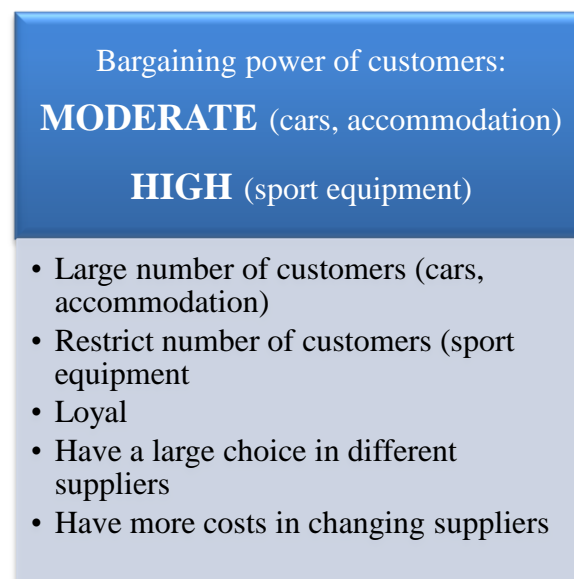 Bargaining power of customers:
MODERATE (cars, accommodation)
HIGH (sport equipment)
• Large number of customers (cars,
accommodation)
• Restrict number of customers (sport
equipment
• Loyal
• Have a large choice in different
suppliers
• Have more costs in changing suppliers